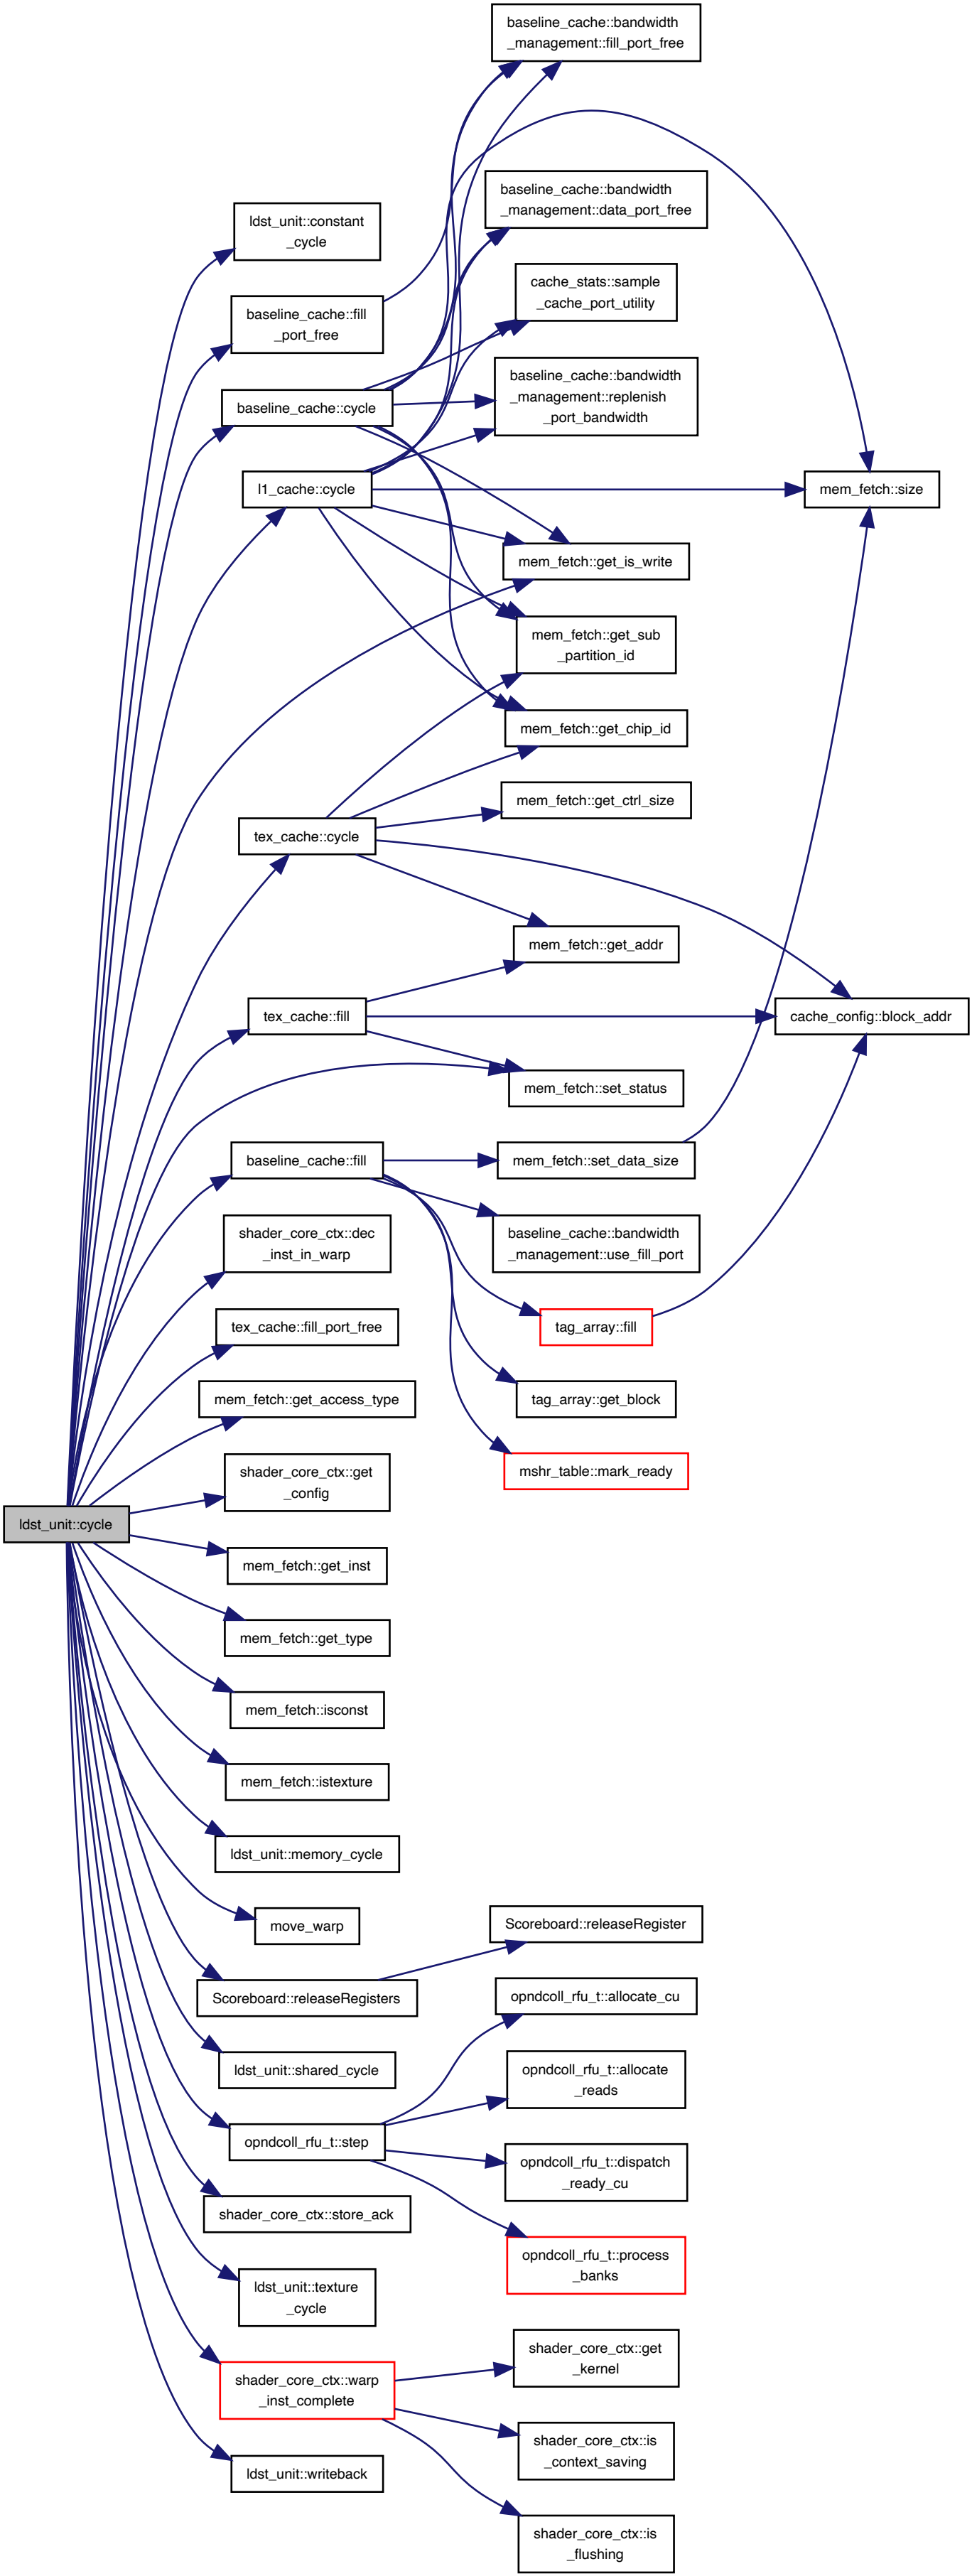 baseline_cache::bandwidth
_management::fill_port_free
baseline_cache::bandwidth
_management::data_port_free
ldst_unit::constant
_cycle
cache_stats::sample
_cache_port_utility
baseline_cache::fill
_port_free
baseline_cache::bandwidth
_management::replenish
_port_bandwidth
baseline_cache::cycle
l1_cache::cycle
mem_fetch::size
mem_fetch::get_is_write
mem_fetch::get_sub
_partition_id
mem_fetch::get_chip_id
mem_fetch::get_ctrl_size
tex_cache::cycle
mem_fetch::get_addr
tex_cache::fill
cache_config::block_addr
mem_fetch::set_status
baseline_cache::fill
mem_fetch::set_data_size
shader_core_ctx::dec
_inst_in_warp
baseline_cache::bandwidth
_management::use_fill_port
tex_cache::fill_port_free
tag_array::fill
mem_fetch::get_access_type
tag_array::get_block
shader_core_ctx::get
_config
mshr_table::mark_ready
ldst_unit::cycle
mem_fetch::get_inst
mem_fetch::get_type
mem_fetch::isconst
mem_fetch::istexture
ldst_unit::memory_cycle
move_warp
Scoreboard::releaseRegister
Scoreboard::releaseRegisters
opndcoll_rfu_t::allocate_cu
ldst_unit::shared_cycle
opndcoll_rfu_t::allocate
_reads
opndcoll_rfu_t::step
opndcoll_rfu_t::dispatch
_ready_cu
shader_core_ctx::store_ack
opndcoll_rfu_t::process
_banks
ldst_unit::texture
_cycle
shader_core_ctx::get
_kernel
shader_core_ctx::warp
_inst_complete
shader_core_ctx::is
_context_saving
ldst_unit::writeback
shader_core_ctx::is
_flushing